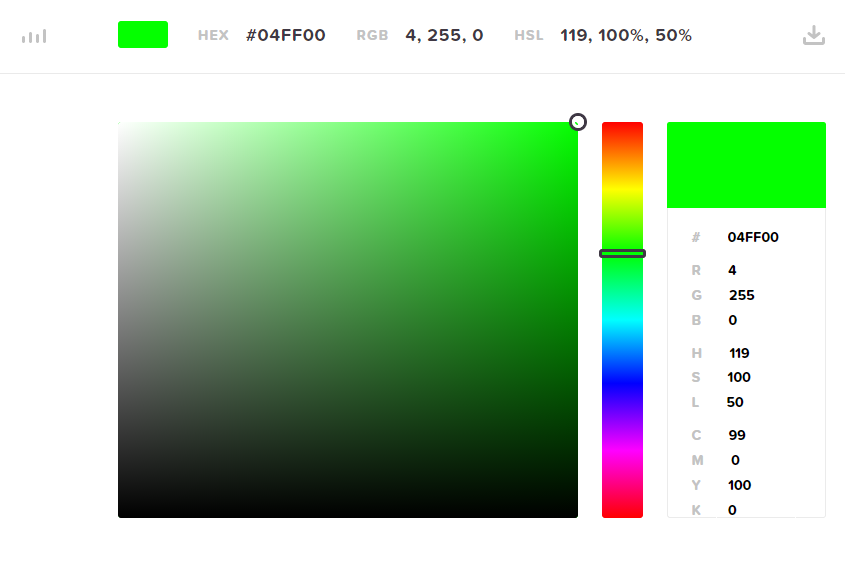 HEX #04FF00 RGB 4, 255, 0 HSL 119, 100%, 50%
# 04FF00
R 4
G 255
B 0
H 119
S 100
L 50
C 99
M 0
Y 100
K 0